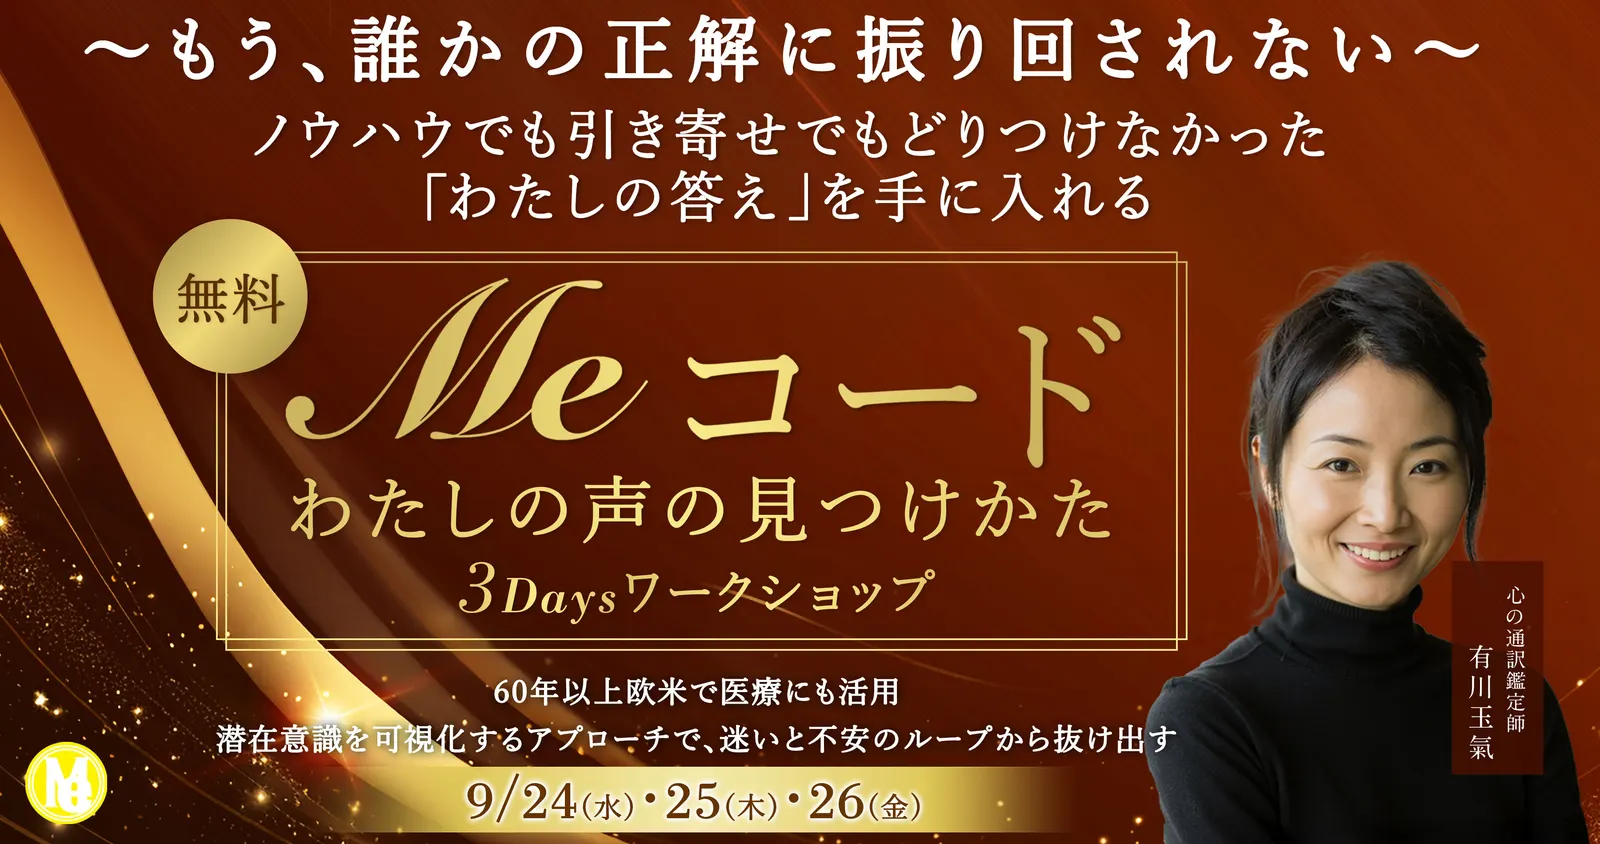 ～もう、誰かの正解に振り回されない～
ノウハウでも引き寄せでもどりつけなかった
「わたしの答え」を手に入れる
無料
Meコード
わたしの声の見つけかた
3Daysワークショップ
60年以上欧米で医療にも活用
潜在意識を可視化するアプローチで、迷いと不安のループから抜け出す
9/24(水)・25(木)・26(金)
心の通訳鑑定師
有川玉氣
Me